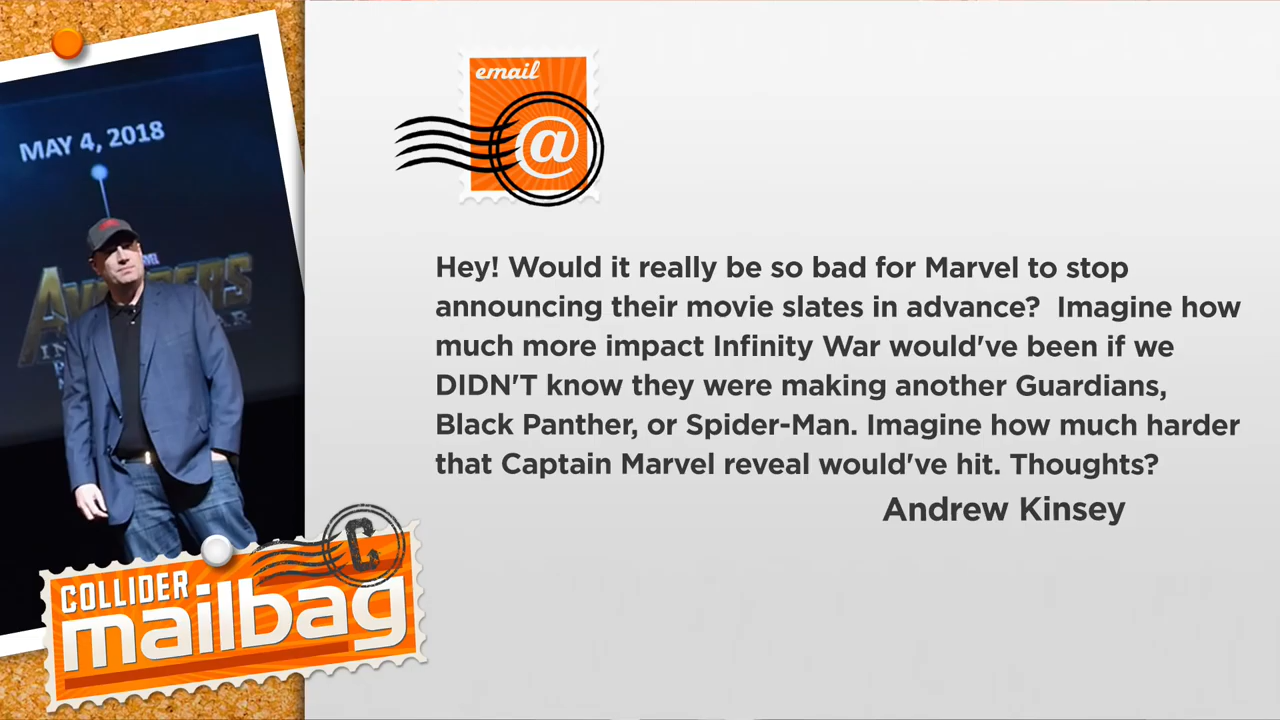 MAY 4, 2018
AVENGERS
email
@
Hey! Would it really be so bad for Marvel to stop
announcing their movie slates in advance?  Imagine how
much more impact Infinity War would've been if we
DIDN'T know they were making another Guardians,
Black Panther, or Spider-Man. Imagine how much harder
that Captain Marvel reveal would've hit. Thoughts?
Andrew Kinsey
C
COLLIDER
mailbag